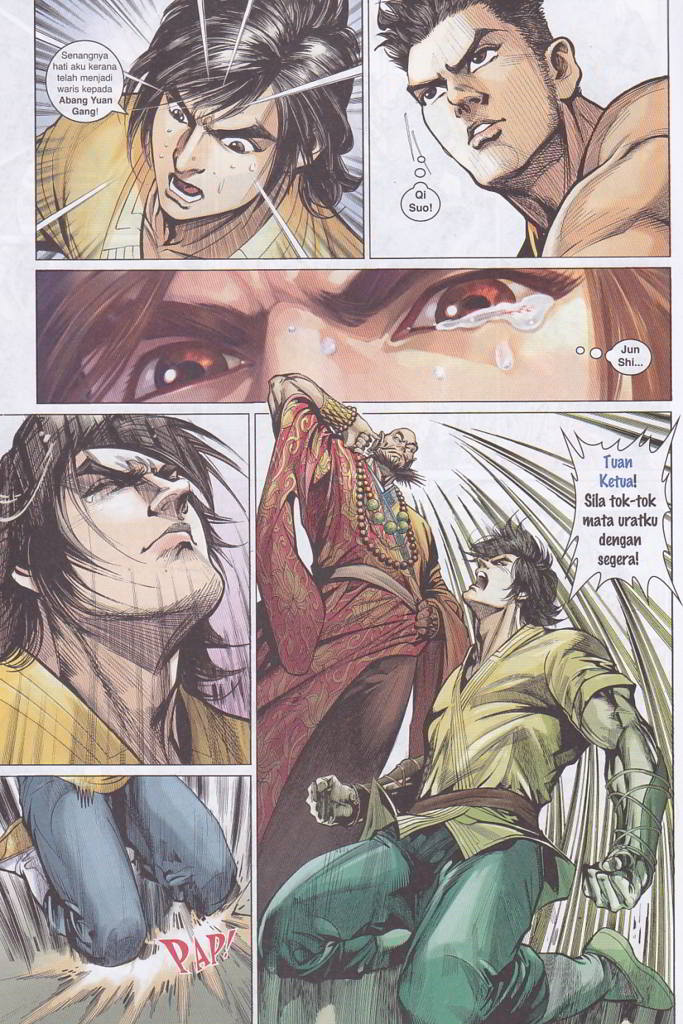 Senangnya
hati aku kerana
telah menjadi
waris kepada
Abang Yuan
Gang!
Qi
Suo!
Jun
Shi...
Tuan
Ketua!
Sila tok-tok
mata uratku
dengan
segera!
PAP!